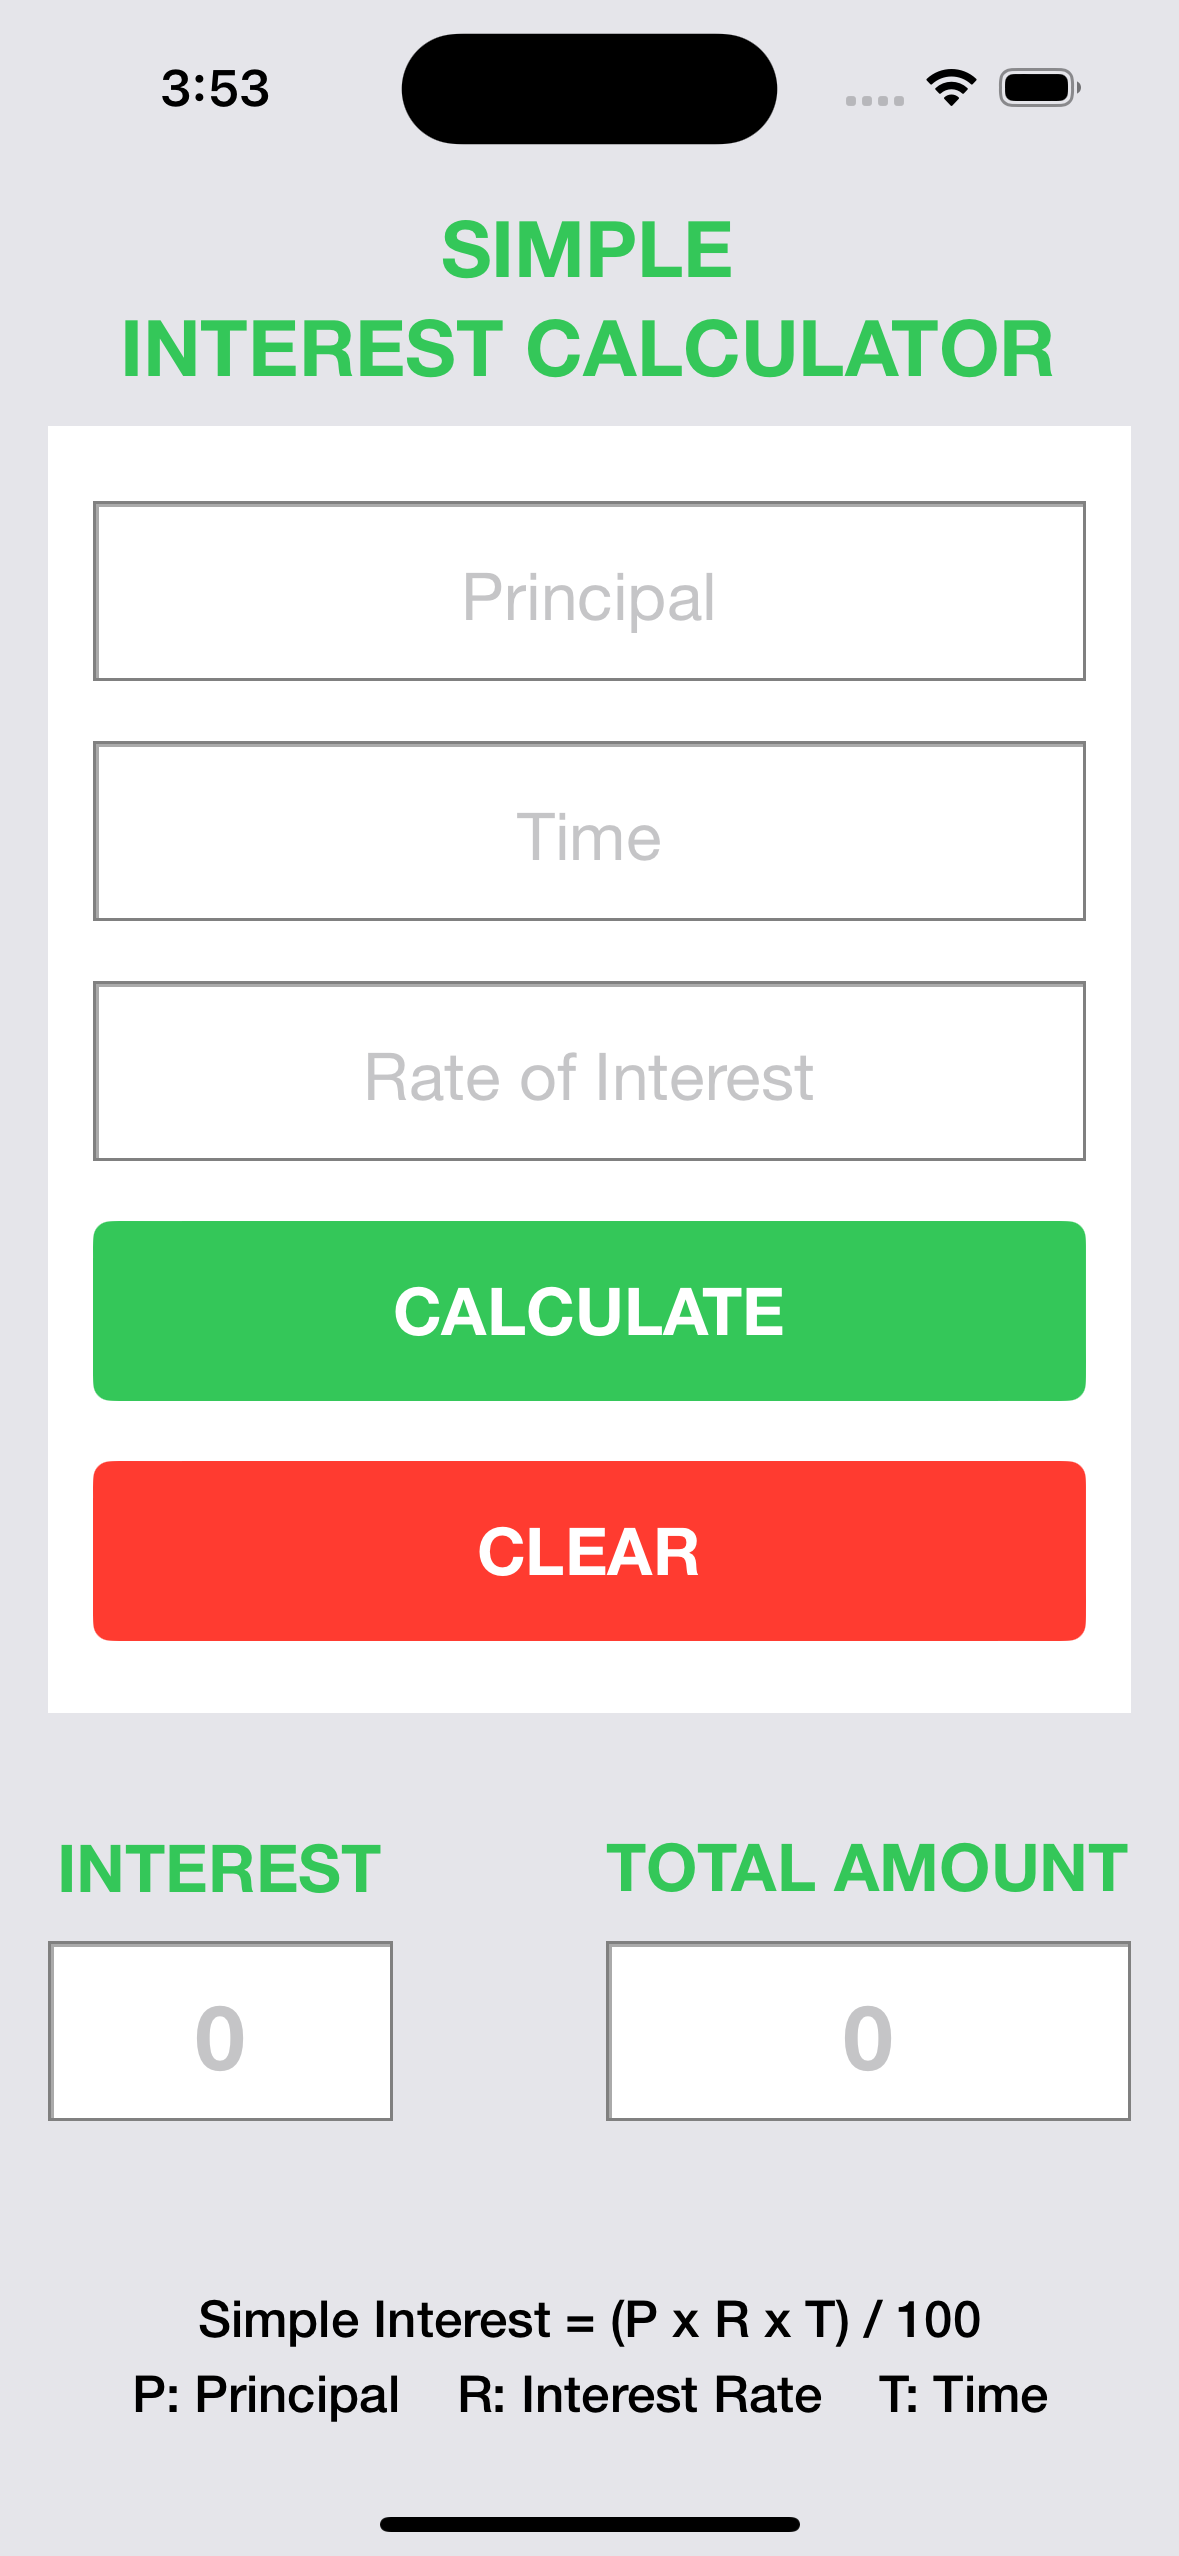 3:53
SIMPLE
INTEREST CALCULATOR
Principal
Time
Rate of Interest
CALCULATE
CLEAR
INTEREST TOTAL AMOUNT
0 0
Simple Interest = (P x R x T) / 100
P: Principal R: Interest Rate T: Time